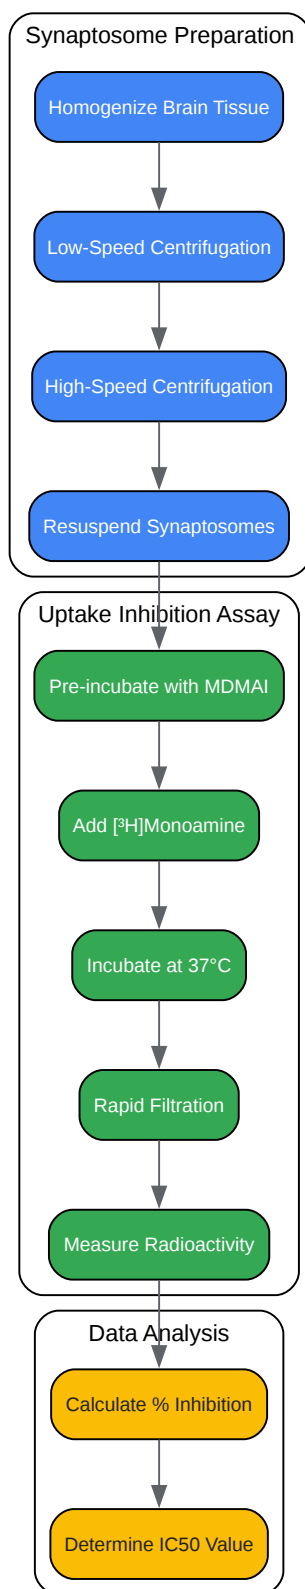 Synaptosome Preparation
Homogenize Brain Tissue
Low-Speed Centrifugation
High-Speed Centrifugation
Resuspend Synaptosomes
Uptake Inhibition Assay
Pre-incubate with MDMAI
Add [³H]Monoamine
Incubate at 37°C
Rapid Filtration
Measure Radioactivity
Data Analysis
Calculate % Inhibition
Determine IC50 Value